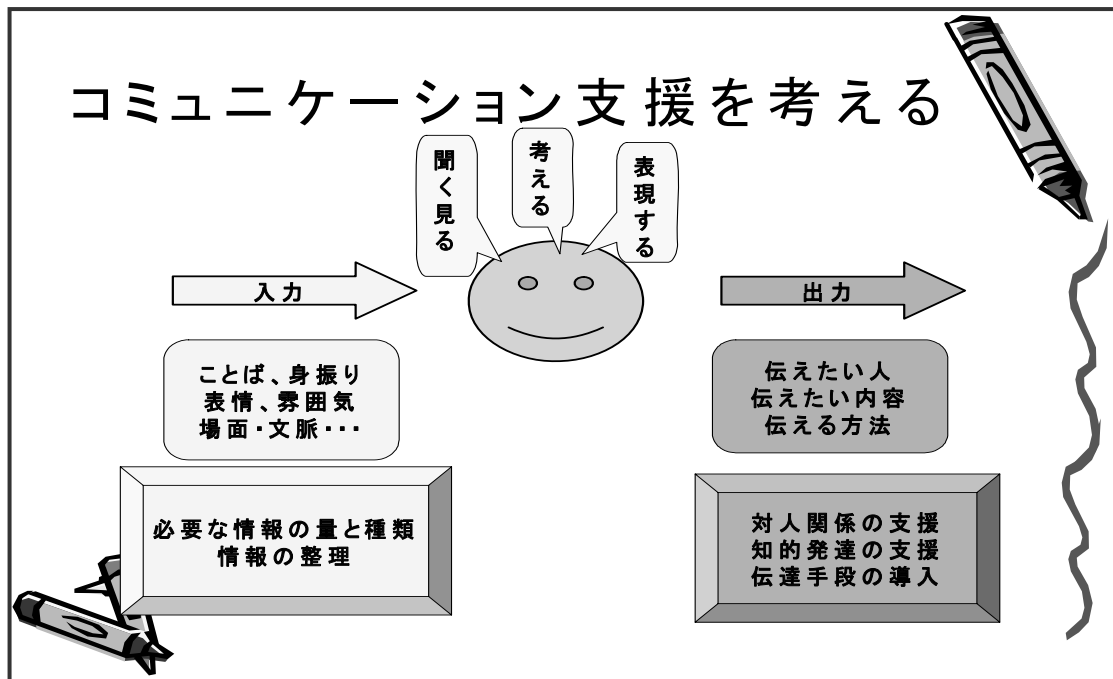 コミュニケーション支援を考える
聞く見る
考える
表現する
入力
出力
ことば、身振り
表情、雰囲気
場面・文脈・・・
伝えたい人
伝えたい内容
伝える方法
必要な情報の量と種類
情報の整理
対人関係の支援
知的発達の支援
伝達手段の導入